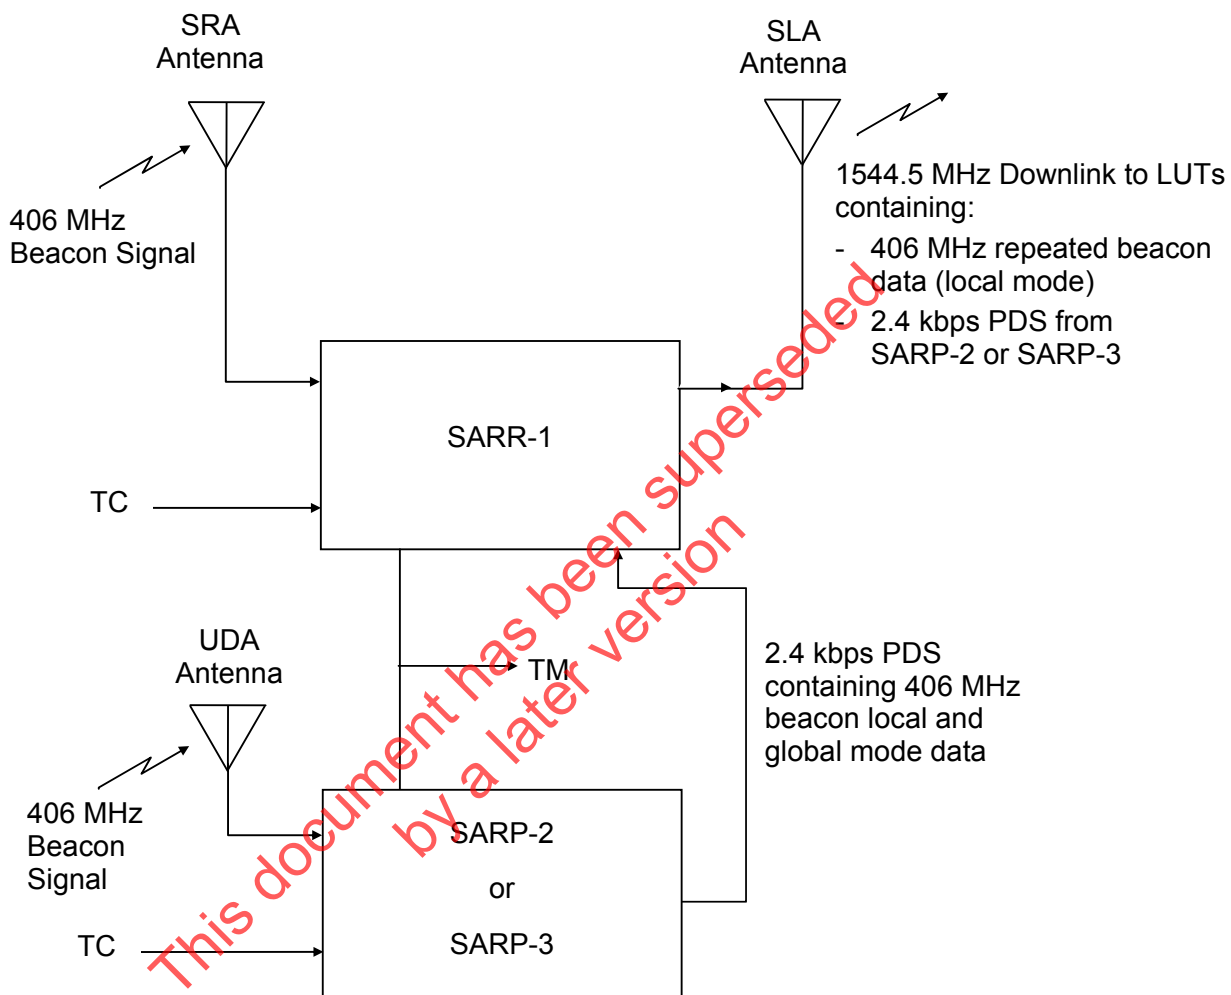 SRA
Antenna
SLA
Antenna
406 MHz
Beacon Signal
1544.5 MHz Downlink to LUTs
containing:
- 406 MHz repeated beacon
data (local mode)
- 2.4 kbps PDS from
SARP-2 or SARP-3
SARR-1
TC
TM
UDA
Antenna
2.4 kbps PDS
containing 406 MHz
beacon local and
global mode data
406 MHz
Beacon
Signal
SARP-2
or
SARP-3
TC
This document has been superseded
by a later version